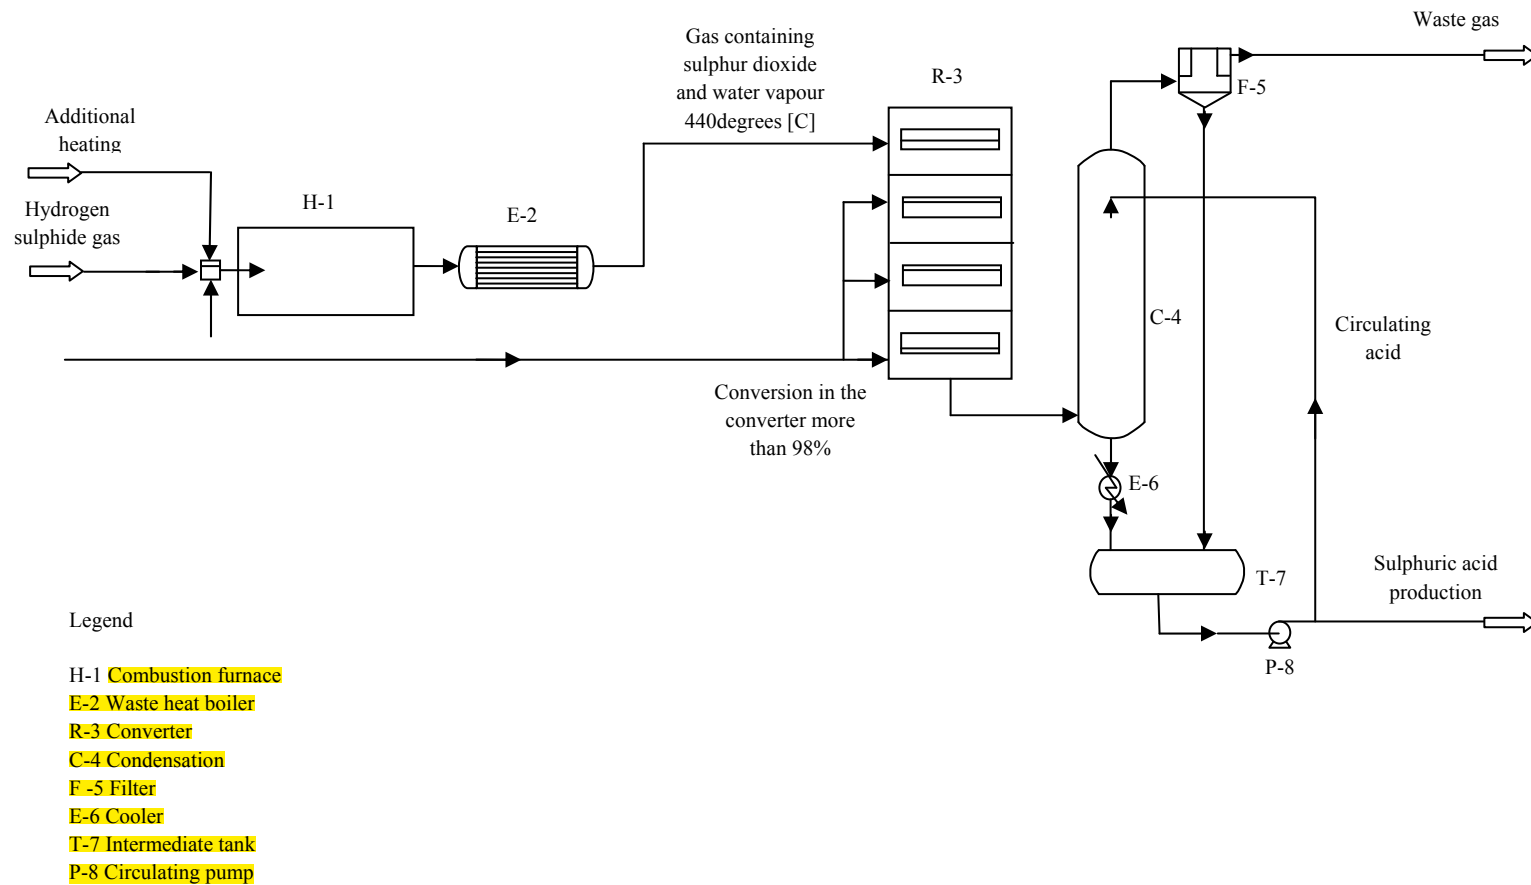 Waste gas
Gas containing
sulphur dioxide
and water vapour
440degrees [C]
R-3
F-5
Additional
heating
H-1
Hydrogen
sulphide gas
E-2
C-4
Circulating
acid
Conversion in the
converter more
than 98%
E-6
T-7
Sulphuric acid
production
P-8
Legend
H-1 Combustion furnace
E-2 Waste heat boiler
R-3 Converter
C-4 Condensation
F -5 Filter
E-6 Cooler
T-7 Intermediate tank
P-8 Circulating pump